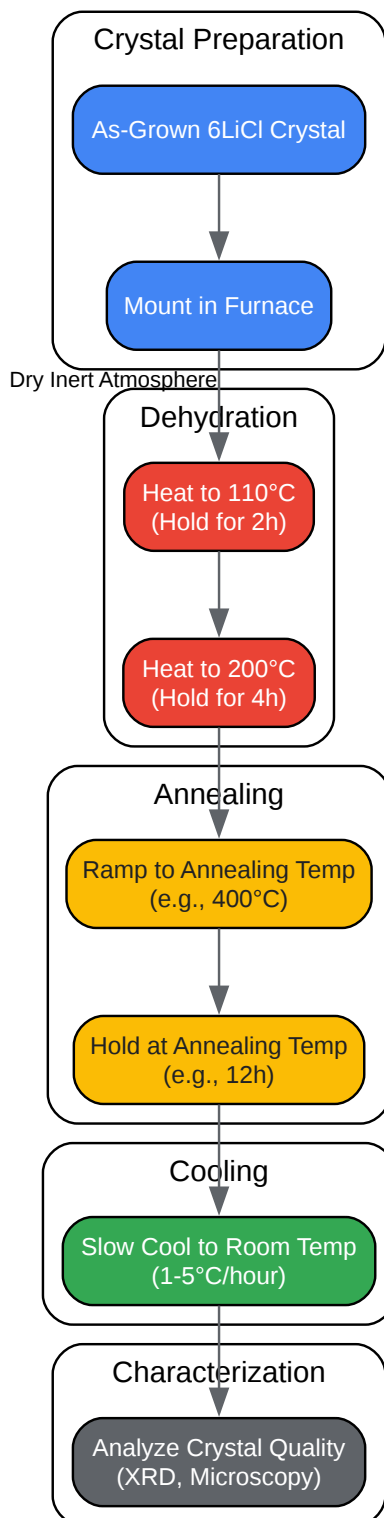 Crystal Preparation
As-Grown 6LiCl Crystal
Mount in Furnace
Dry Inert Atmosphere
Dehydration
Heat to 110°C
(Hold for 2h)
Heat to 200°C
(Hold for 4h)
Annealing
Ramp to Annealing Temp
(e.g., 400°C)
Hold at Annealing Temp
(e.g., 12h)
Cooling
Slow Cool to Room Temp
(1-5°C/hour)
Characterization
Analyze Crystal Quality
(XRD, Microscopy)